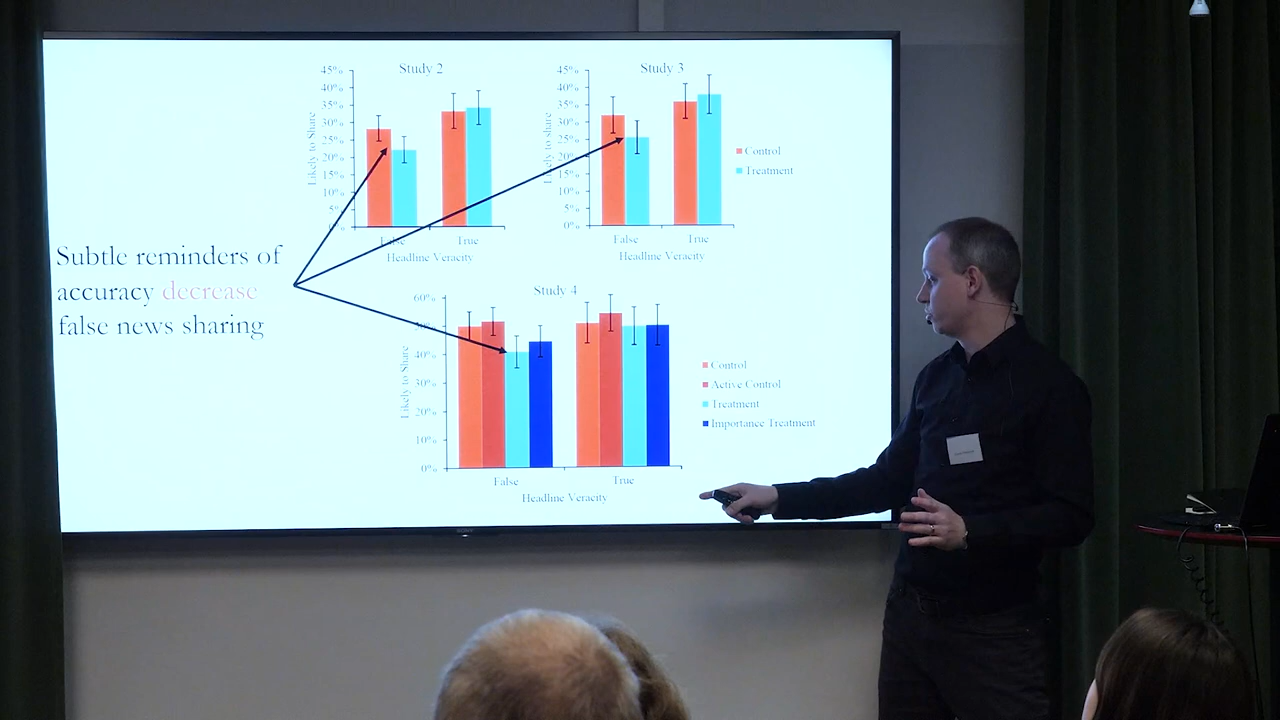 Subtle reminders of
accuracy decrease
false news sharing
Study 2
45%
40%
35%
30%
25%
20%
15%
10%
5%
0%
Likely to Share
False
True
Headline Veracity
Study 3
45%
40%
35%
30%
25%
20%
15%
10%
5%
0%
Likely to share
False
True
Headline Veracity
Control
Treatment
Study 4
60%
50%
40%
30%
20%
10%
0%
Likely to Share
False
True
Headline Veracity
Control
Active Control
Treatment
Importance Treatment
SONY